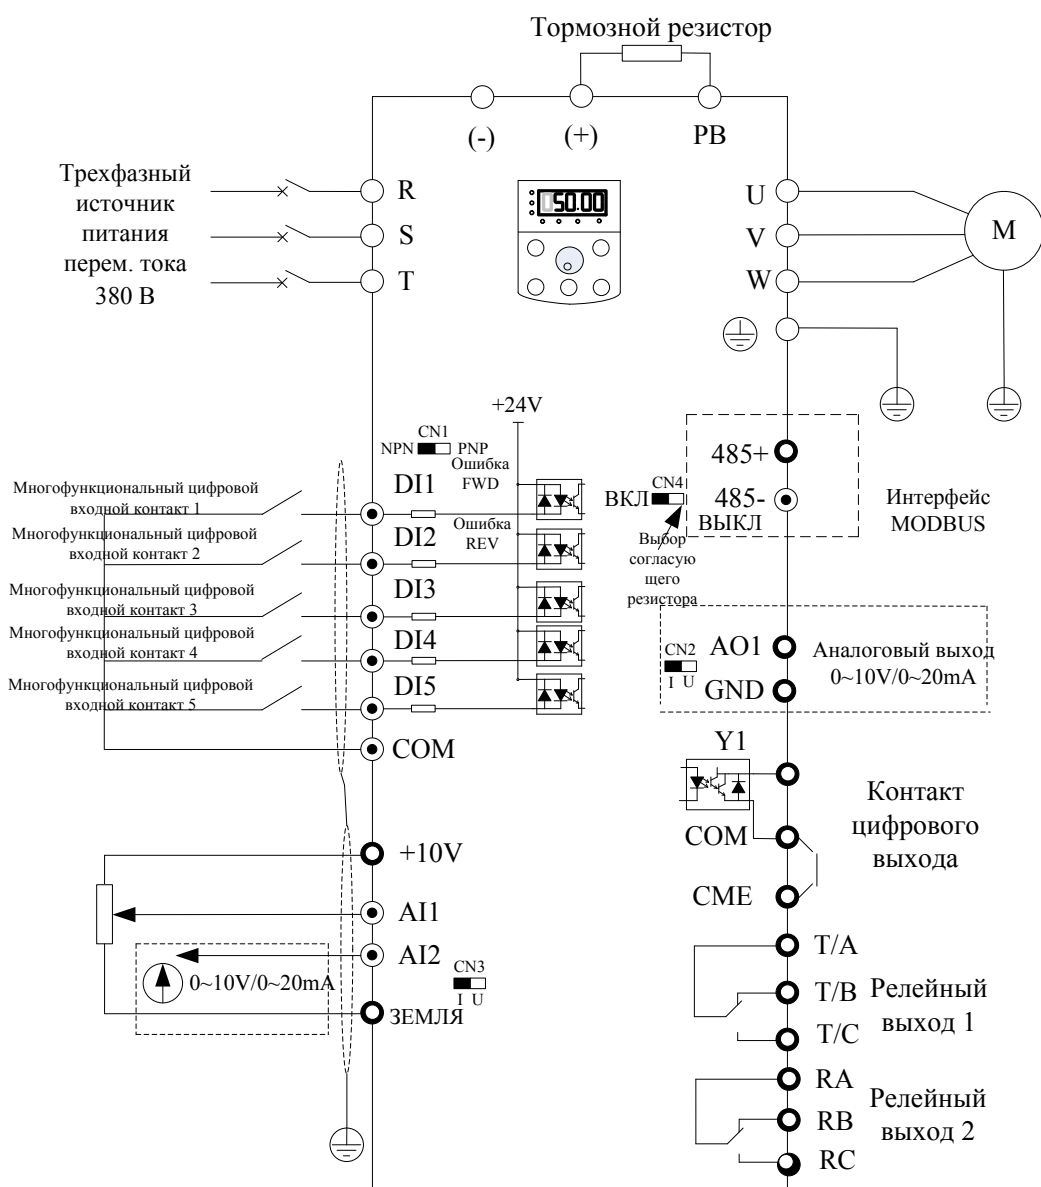 Тормозной резистор
(-)
(+)
PB
Трехфазный
источник
питания
перем. тока
380 В
R
S
T
50.00
U
V
W
M
+24V
CN1
NPN
PNP
Ошибка
FWD
DI1
Многофункциональный цифровой
входной контакт 1
Ошибка
REV
DI2
Многофункциональный цифровой
входной контакт 2
DI3
Многофункциональный цифровой
входной контакт 3
DI4
Многофункциональный цифровой
входной контакт 4
DI5
Многофункциональный цифровой
входной контакт 5
COM
+10V
AI1
AI2
0~10V/0~20mA
CN3
I U
ЗЕМЛЯ
485+
CN4
ВКЛ
485-
ВЫКЛ
Выбор
согласую
щего
резистора
Интерфейс
MODBUS
AO1
CN2
I U
GND
Аналоговый выход
0~10V/0~20mA
Y1
COM
CME
Контакт
цифрового
выхода
T/A
T/B
T/C
Релейный
выход 1
RA
RB
RC
Релейный
выход 2